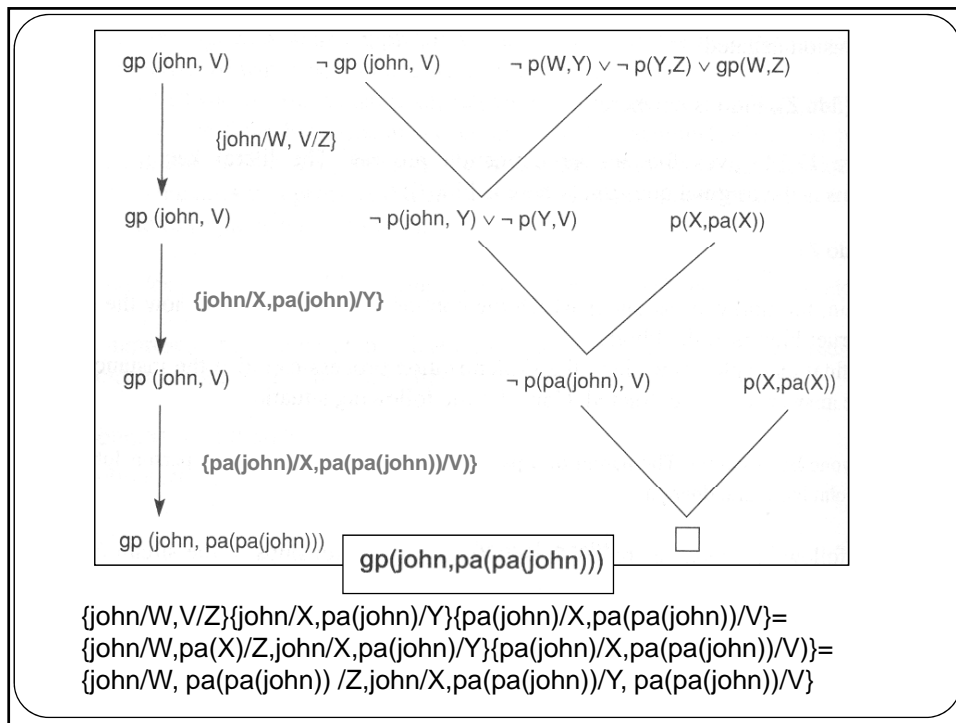 gp (john, V) ¬ gp (john, V) ¬ p(W,Y) ∨ ¬ p(Y,Z) ∨ gp(W,Z)
{john/W, V/Z}
gp (john, V) ¬ p(john, Y) ∨ ¬ p(Y,V) p(X,pa(X))
{john/X,pa(john)/Y}
gp (john, V) ¬ p(pa(john), V) p(X,pa(X))
{pa(john)/X,pa(pa(john))/V)}
gp (john, pa(pa(john)))
gp(john,pa(pa(john)))
{john/W,V/Z}{john/X,pa(john)/Y}{pa(john)/X,pa(pa(john))/V}=
{john/W,pa(X)/Z,john/X,pa(john)/Y}{pa(john)/X,pa(pa(john))/V)}=
{john/W, pa(pa(john)) /Z,john/X,pa(pa(john))/Y, pa(pa(john))/V}